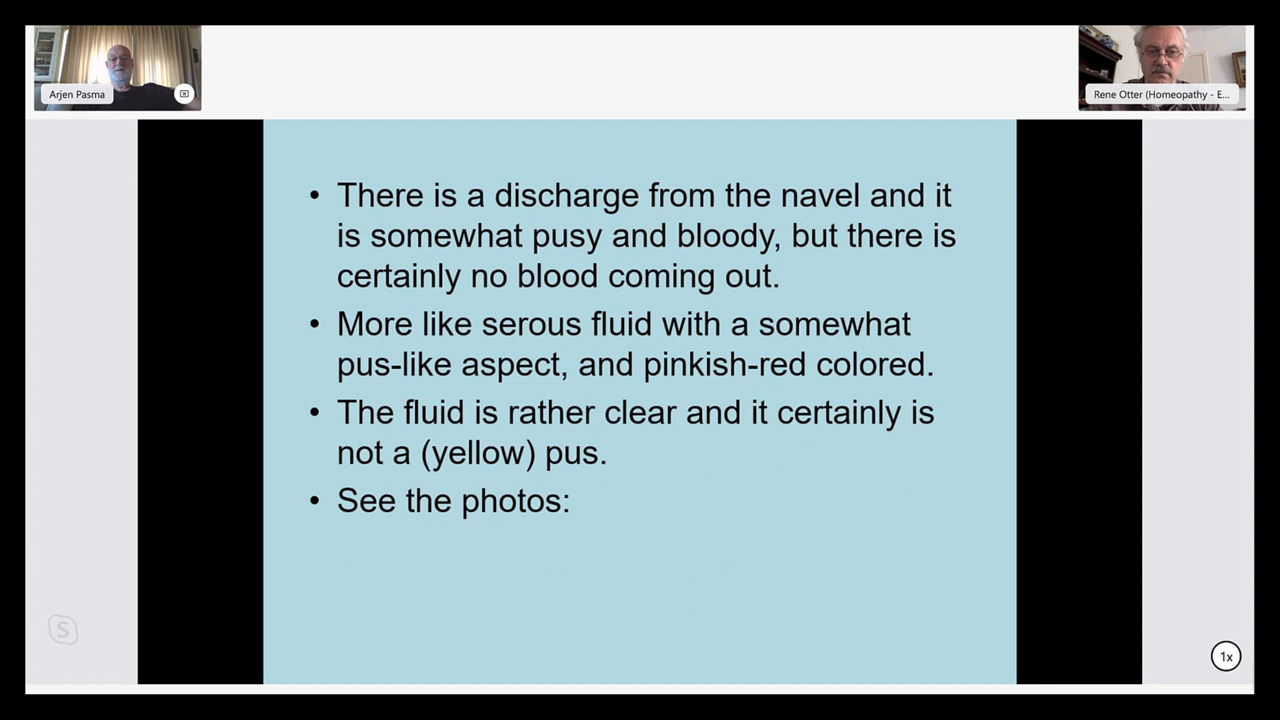 Arjen Pasma
Rene Otter (Homeopathy - E...
• There is a discharge from the navel and it
is somewhat pusy and bloody, but there is
certainly no blood coming out.
• More like serous fluid with a somewhat
pus-like aspect, and pinkish-red colored.
• The fluid is rather clear and it certainly is
not a (yellow) pus.
• See the photos:
S
1x